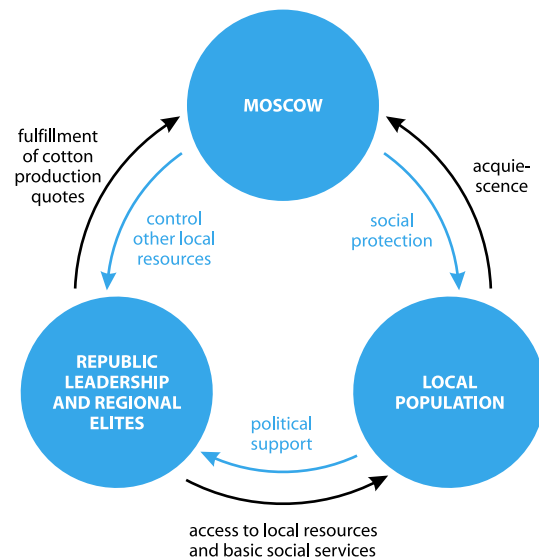 MOSCOW
fulfillment
of cotton
production
quotes
acquie-
scence
control
other local
resources
social
protection
REPUBLIC
LEADERSHIP
AND REGIONAL
ELITES
LOCAL
POPULATION
political
support
access to local resources
and basic social services